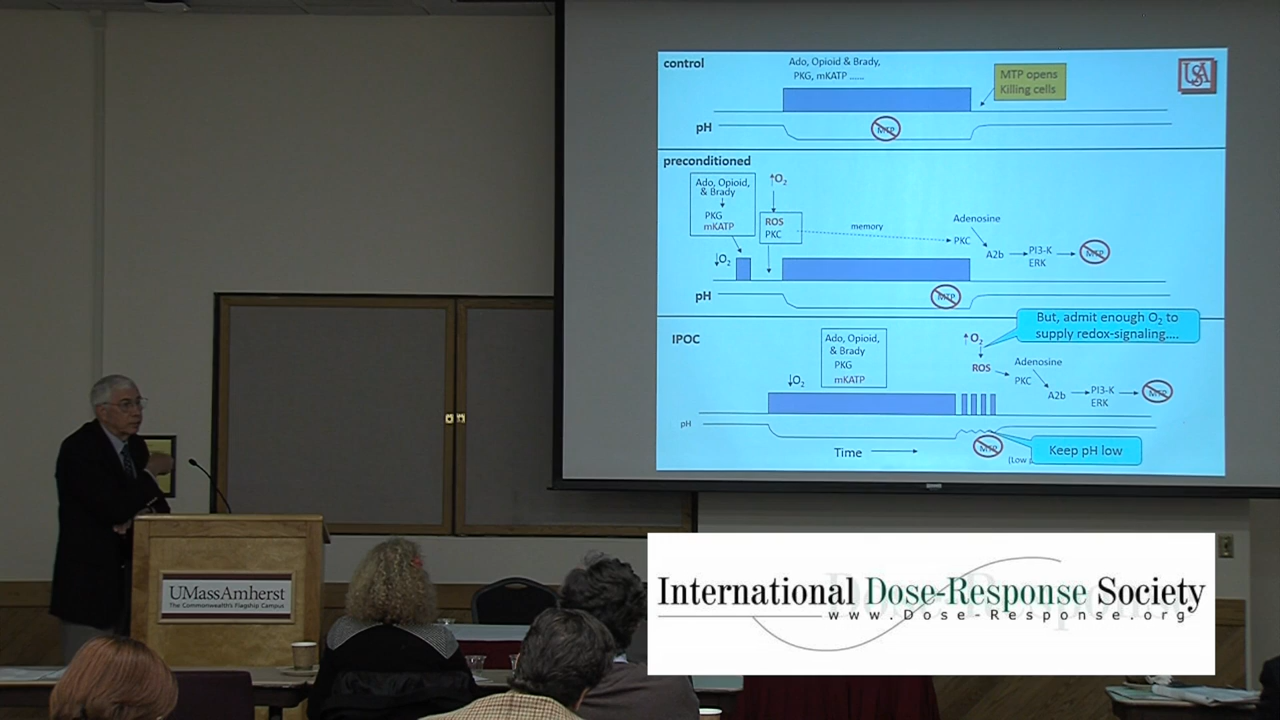 control
Ado, Opioid & Brady,
PKG, mKATP ......
MTP opens
Killing cells
USA
pH
MTP
preconditioned
Ado, Opioid,
& Brady
PKG
mKATP
↑O2
ROS
PKC
memory
Adenosine
PKC
A2b
PI3-K
ERK
MTP
↓O2
pH
MTP
But, admit enough O2 to
supply redox-signaling....
IPOC
Ado, Opioid,
& Brady
PKG
mKATP
↑O2
ROS
Adenosine
PKC
A2b
PI3-K
ERK
MTP
↓O2
pH
MTP
Keep pH low
Time
(Low
UMassAmherst
The Commonwealth's Flagship Campus
International Dose-Response Society
www.Dose-Response.org